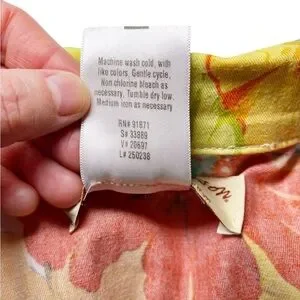 Machine wash cold, with
like colors. Gentle cycle.
Non chlorine bleach as
necessary. Tumble dry low.
Medium icon as necessary
RN# 91871
S# 33889
V# 20697
L# 250238